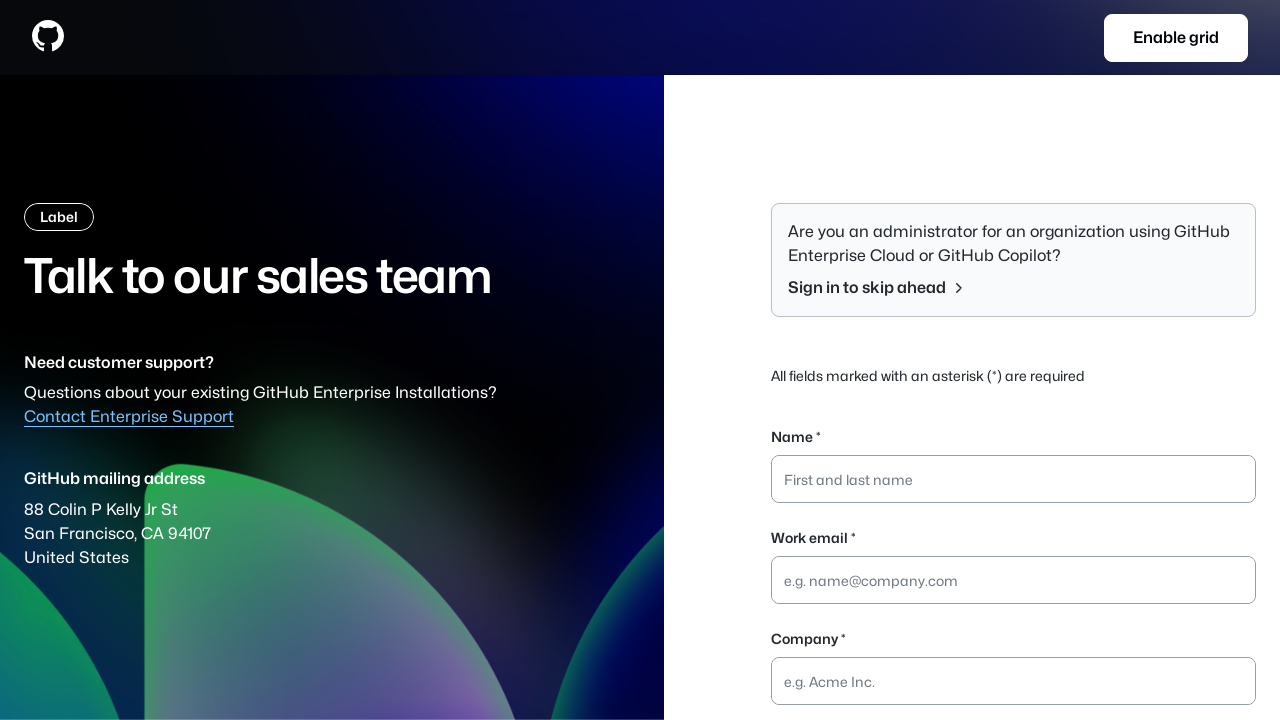 Enable grid
Label
Talk to our sales team
Need customer support?
Questions about your existing GitHub Enterprise Installations?
Contact Enterprise Support
GitHub mailing address
88 Colin P Kelly Jr St
San Francisco, CA 94107
United States
Are you an administrator for an organization using GitHub
Enterprise Cloud or GitHub Copilot?
Sign in to skip ahead
All fields marked with an asterisk (*) are required
Name *
First and last name
Work email *
e.g. name@company.com
Company *
e.g. Acme Inc.